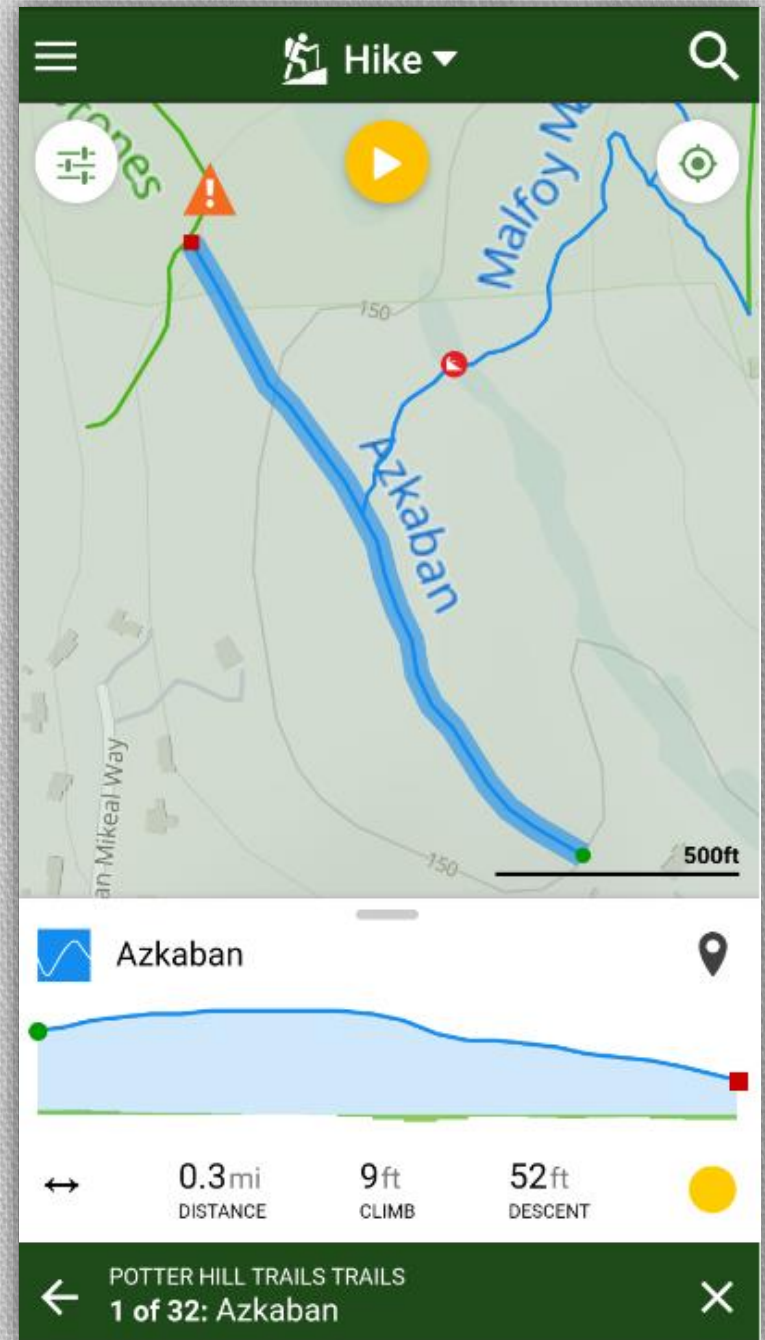 Hike
Malfoy
150
Azkaban
an Mikeal Way
150
500ft
Azkaban
0.3mi
DISTANCE
9ft
CLIMB
52ft
DESCENT
POTTER HILL TRAILS TRAILS
1 of 32: Azkaban